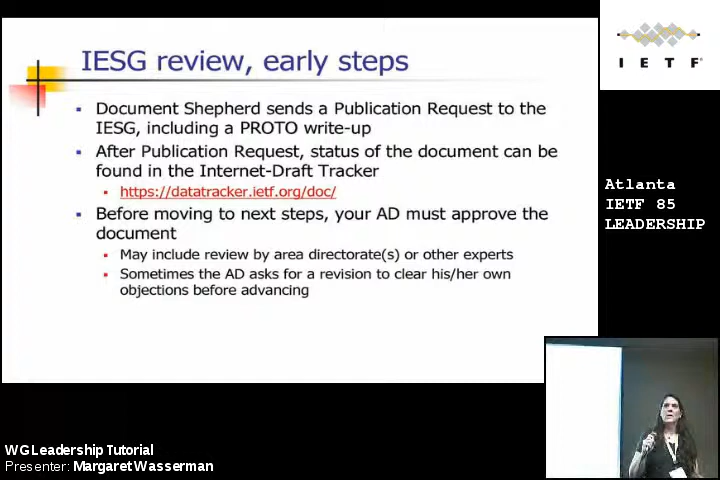 IESG review, early steps
Document Shepherd sends a Publication Request to the
IESG, including a PROTO write-up
After Publication Request, status of the document can be
found in the Internet-Draft Tracker
https://datatracker.ietf.org/doc/
Before moving to next steps, your AD must approve the
document
May include review by area directorate(s) or other experts
Sometimes the AD asks for a revision to clear his/her own
objections before advancing
I E T F®
Atlanta
IETF 85
LEADERSHIP
WG Leadership Tutorial
Presenter: Margaret Wasserman